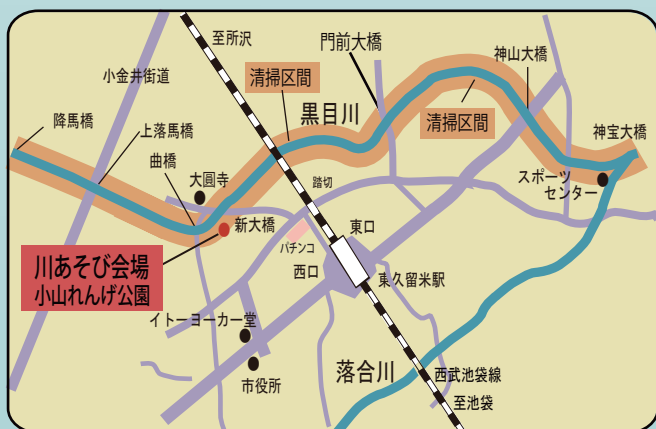 至所沢
門前大橋
神山大橋
小金井街道
清掃区間
黒目川
清掃区間
降馬橋
上落馬橋
神宝大橋
曲橋
大圓寺
踏切
スポーツ
センター
新大橋
東口
パチンコ
川あそび会場
小山れんげ公園
西口
東久留米駅
イトーヨーカー堂
落合川
西武池袋線
市役所
至池袋